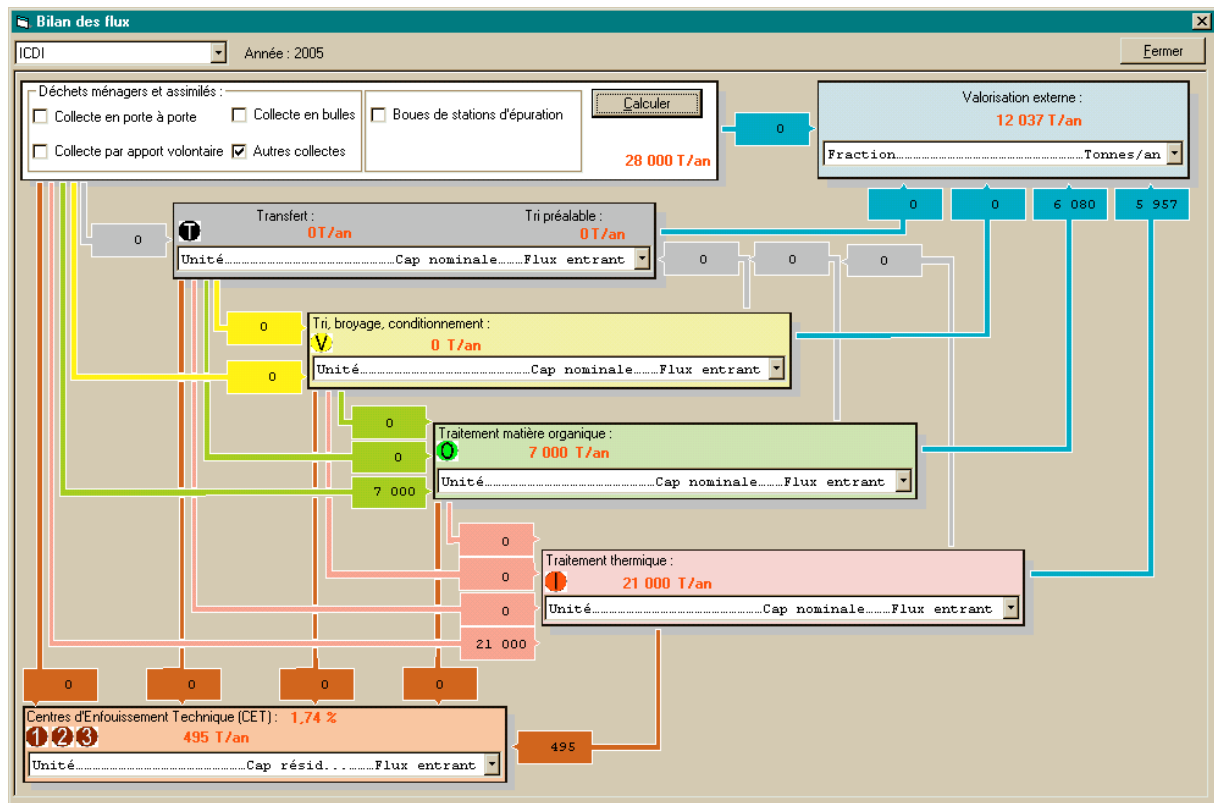 Bilan des flux
ICDI Année : 2005 Fermer
Déchets ménagers et assimilés :
Collecte en porte à porte Collecte en bulles Boues de stations d'épuration Calculer
Collecte par apport volontaire Autres collectes 28 000 T/an
0
Valorisation externe :
12 037 T/an
Fraction........Tonnes/an
0 0 6 080 5 957
0
Transfert : Tri préalable :
T 0T/an 0T/an
Unité........Cap nominale........Flux entrant
0 0 0
0
0
Tri, broyage, conditionnement :
V 0 T/an
Unité........Cap nominale........Flux entrant
0
0
7 000
Traitement matière organique :
O 7 000 T/an
Unité........Cap nominale........Flux entrant
0
0
0
21 000
Traitement thermique :
I 21 000 T/an
Unité........Cap nominale........Flux entrant
0 0 0 0
Centres d'Enfouissement Technique (CET) : 1,74 %
1 2 3 495 T/an
Unité........Cap résid...........Flux entrant
495